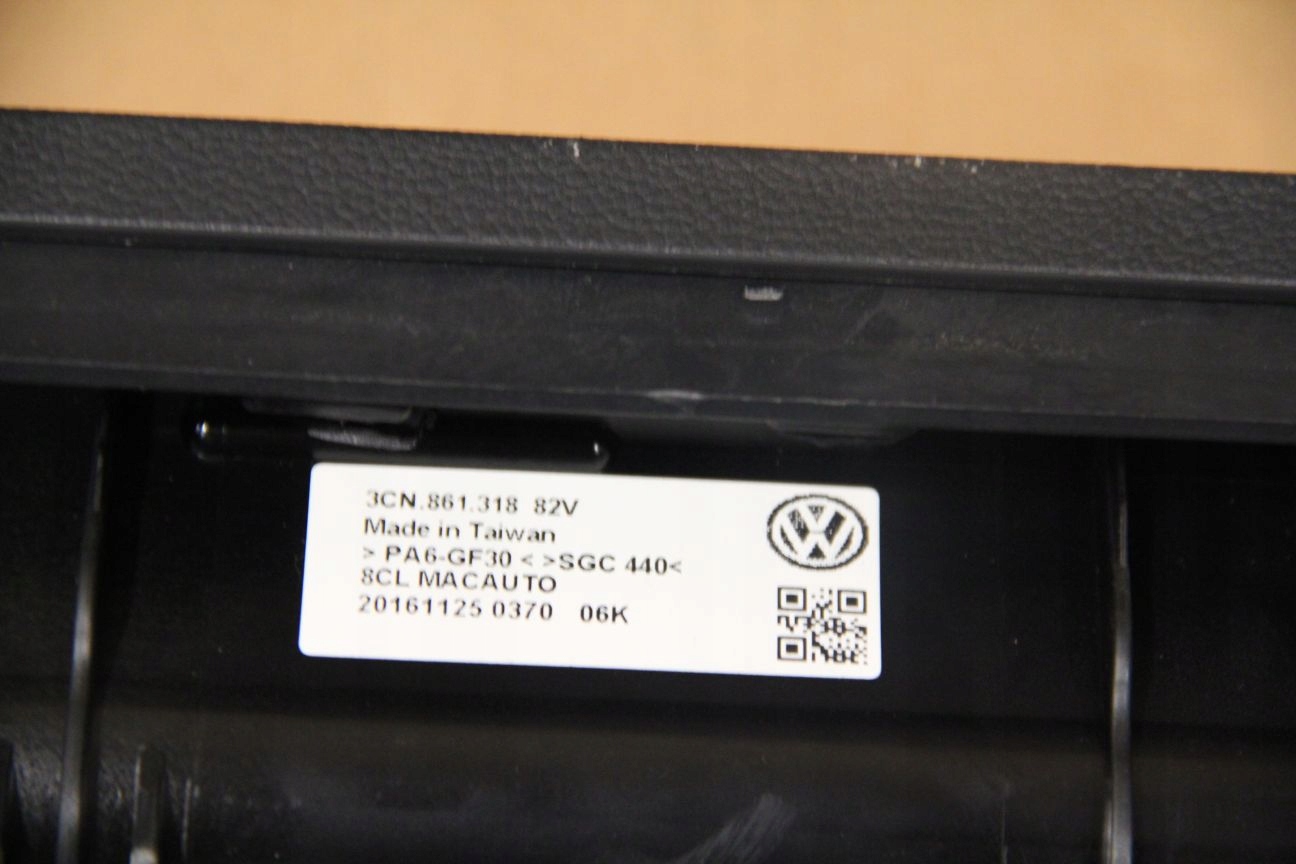 3CN.861.318 82V
Made in Taiwan
> PA6-GF30 < >SGC 440<
8CL MACAUTO
20161125 0370 06K